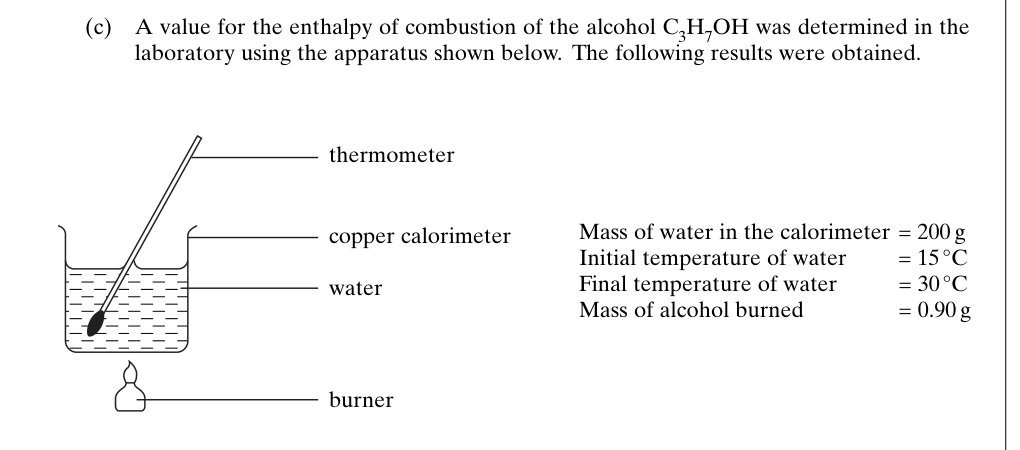 (c) A value for the enthalpy of combustion of the alcohol C₃H₇OH was determined in the
laboratory using the apparatus shown below. The following results were obtained.
thermometer
copper calorimeter
water
burner
Mass of water in the calorimeter = 200 g
Initial temperature of water = 15 °C
Final temperature of water = 30 °C
Mass of alcohol burned = 0.90 g